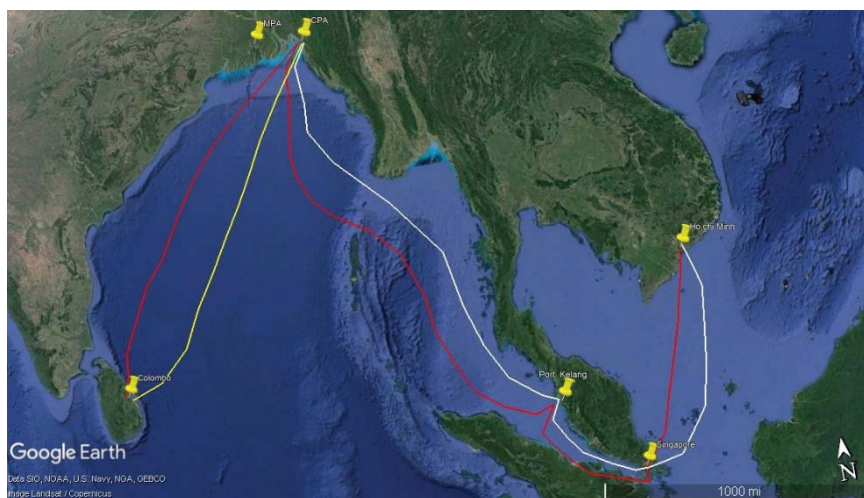 MPA
CPA
Ho chi Minh
Colombo
Port Kelang
Singapore
Google Earth
Data SIO, NOAA, U.S. Navy, NGA, GEBCO
Image Landsat / Copernicus
1000 mi
N